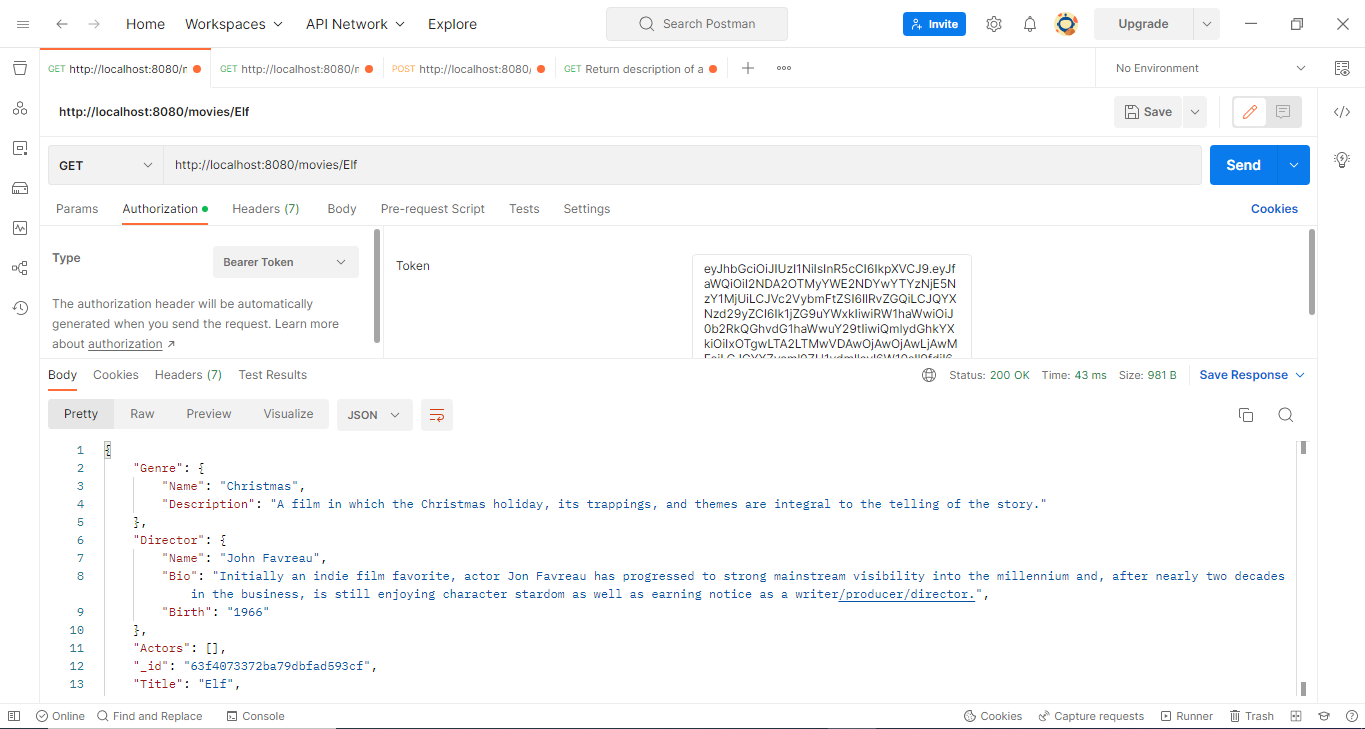 Home Workspaces API Network Explore Search Postman Invite Upgrade
GET http://localhost:8080/r GET http://localhost:8080/r POST http://localhost:8080/ GET Return description of a No Environment
http://localhost:8080/movies/Elf Save
GET http://localhost:8080/movies/Elf Send
Params Authorization Headers (7) Body Pre-request Script Tests Settings Cookies
Type Bearer Token
The authorization header will be automatically
generated when you send the request. Learn more
about authorization ↗
Token
Body Cookies Headers (7) Test Results Status: 200 OK Time: 43 ms Size: 981 B Save Response
Pretty Raw Preview Visualize JSON
1 {
2 "Genre": {
3 "Name": "Christmas",
4 "Description": "A film in which the Christmas holiday, its trappings, and themes are integral to the telling of the story."
5 },
6 "Director": {
7 "Name": "John Favreau",
8 "Bio": "Initially an indie film favorite, actor Jon Favreau has progressed to strong mainstream visibility into the millennium and, after nearly two decades
in the business, is still enjoying character stardom as well as earning notice as a writer/producer/director.",
9 "Birth": "1966"
10 },
11 "Actors": [],
12 "_id": "63f4073372ba79dbfad593cf",
13 "Title": "Elf",
Online Find and Replace Console Cookies Capture requests Runner Trash